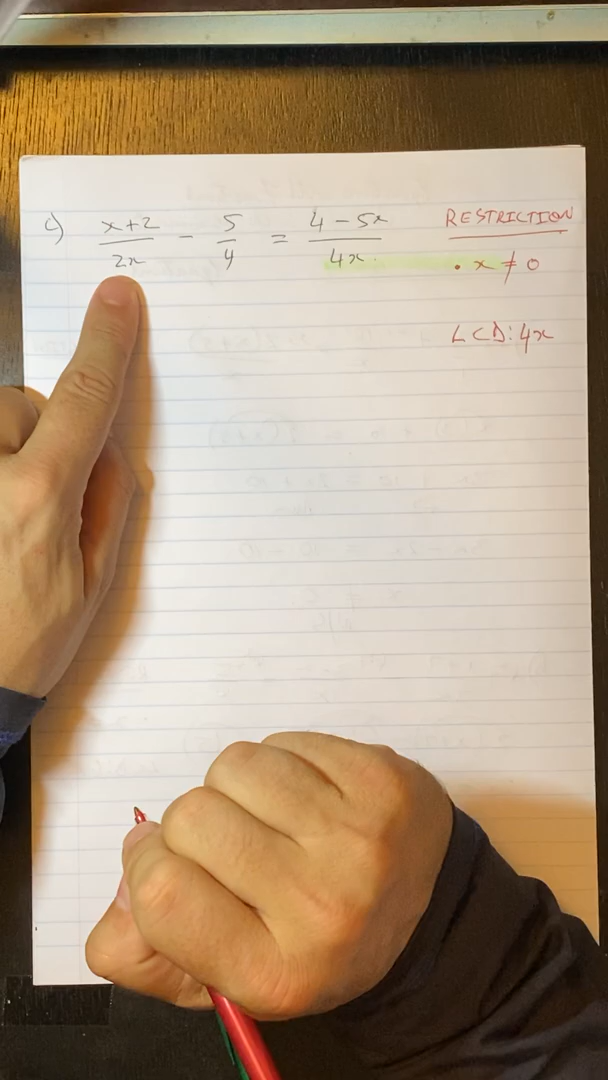 c) x+2/2x - 5/4 = 4-5x/4x.
RESTRICTION
• x ≠ 0
LCD: 4x